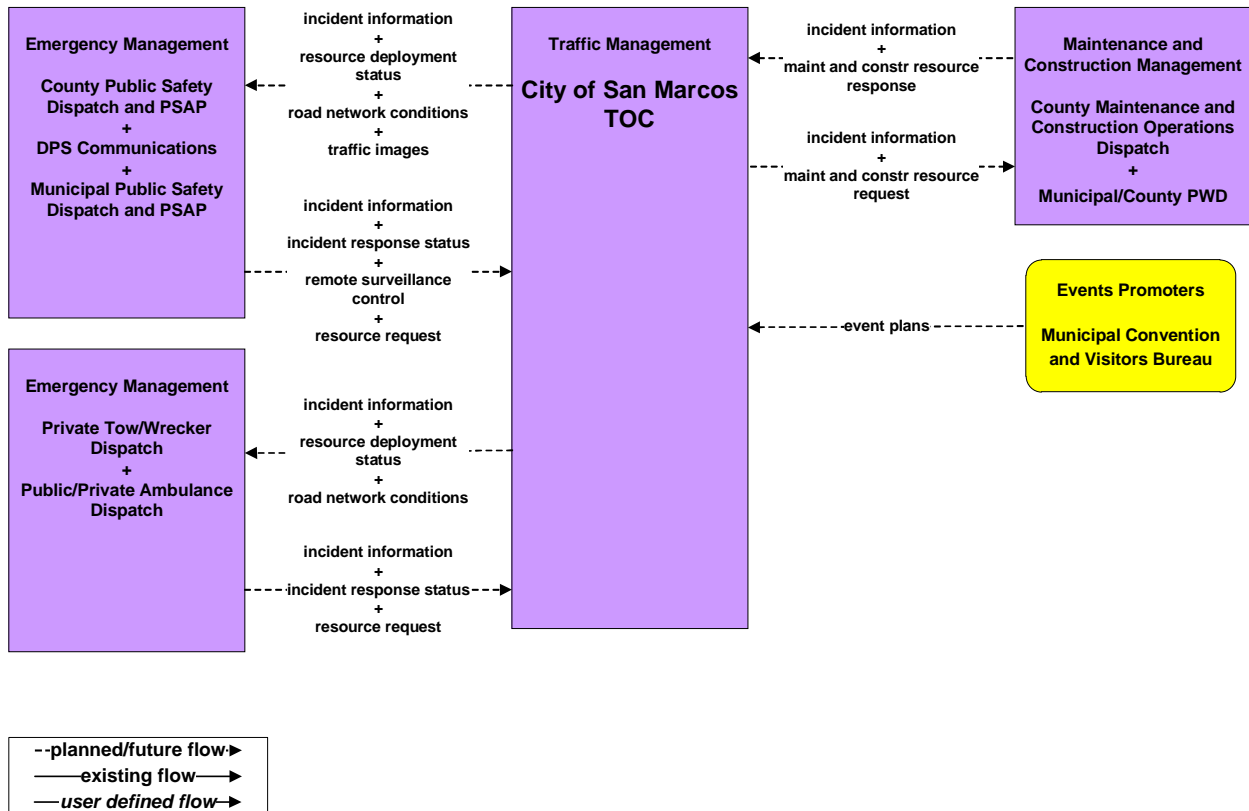 Emergency Management
County Public Safety
Dispatch and PSAP
+
DPS Communications
+
Municipal Public Safety
Dispatch and PSAP
incident information
+
resource deployment
status
+
road network conditions
+
traffic images
incident information
+
incident response status
+
remote surveillance
control
+
resource request
Emergency Management
Private Tow/Wrecker
Dispatch
+
Public/Private Ambulance
Dispatch
incident information
+
resource deployment
status
+
road network conditions
incident information
+
incident response status
+
resource request
Traffic Management
City of San Marcos
TOC
incident information
+
maint and constr resource
response
incident information
+
maint and constr resource
request
Maintenance and
Construction Management
County Maintenance and
Construction Operations
Dispatch
+
Municipal/County PWD
event plans
Events Promoters
Municipal Convention
and Visitors Bureau
planned/future flow
existing flow
user defined flow